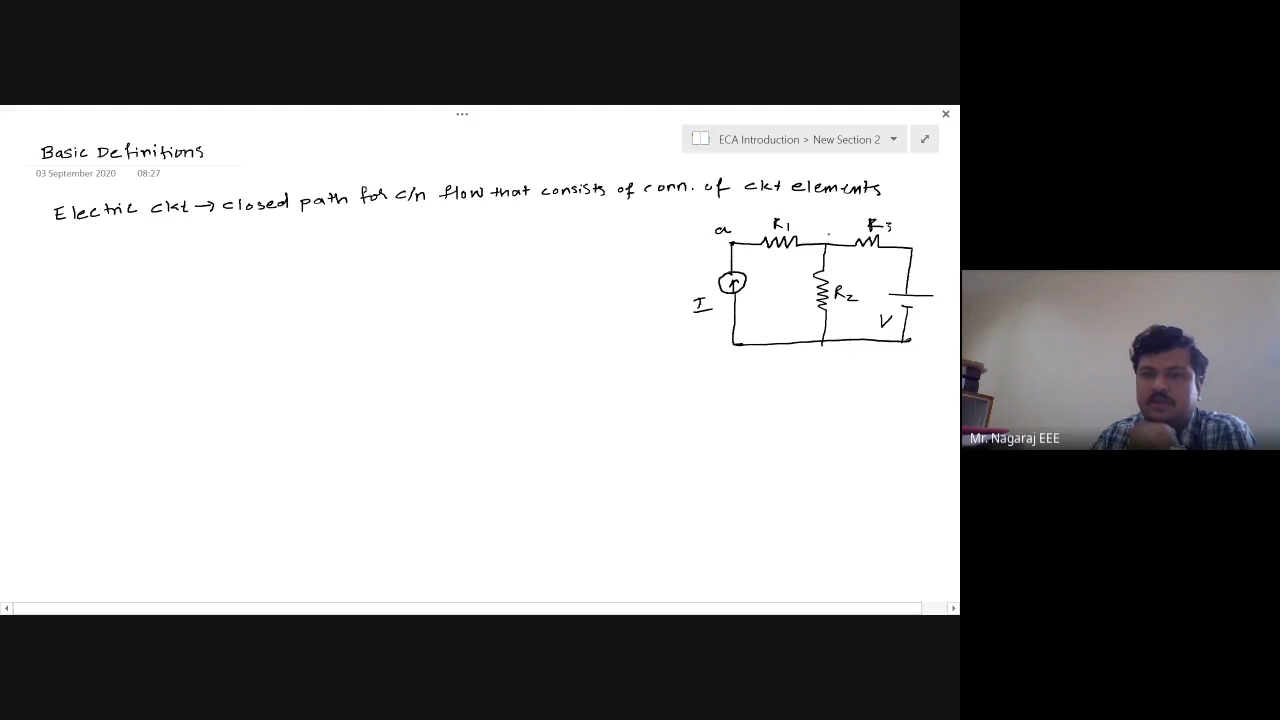 ECA Introduction > New Section 2
Basic Definitions
03 September 2020 08:27
Electric ckt → closed path for c/n flow that consists of conn. of ckt elements
a
R1
R3
I
R2
V
Mr. Nagaraj EEE